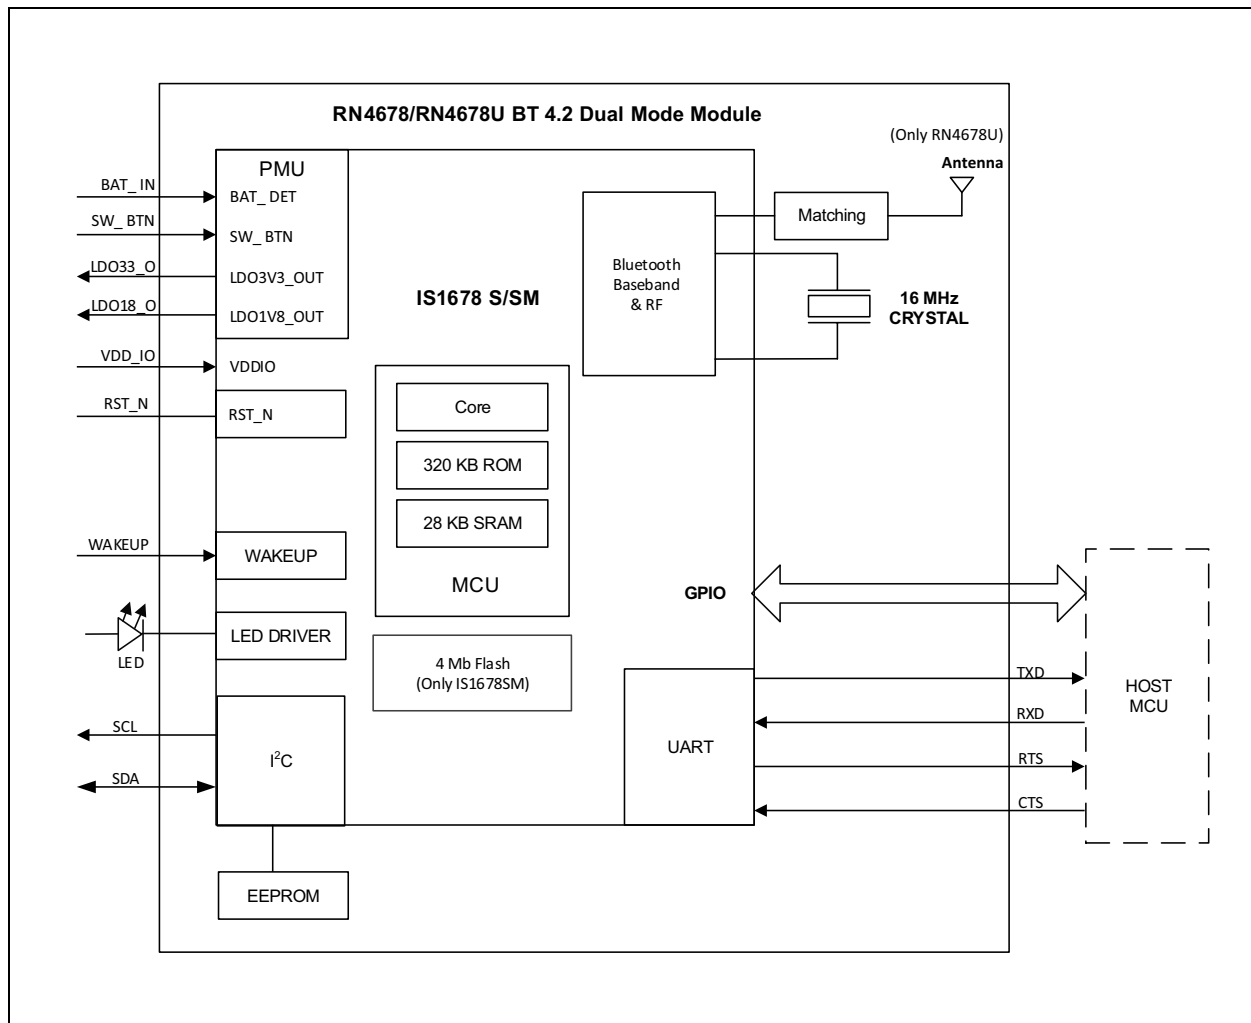 RN4678/RN4678U BT 4.2 Dual Mode Module
(Only RN4678U)
Antenna
PMU
BAT_ IN
BAT_ DET
SW_ BTN
SW_ BTN
LDO33_O
LDO3V3_OUT
LDO18_O
LDO1V8_OUT
VDD_IO
VDDIO
RST_N
RST_N
IS1678 S/SM
Bluetooth
Baseband
& RF
Matching
16 MHz
CRYSTAL
Core
320 KB ROM
28 KB SRAM
MCU
WAKEUP
WAKEUP
LED DRIVER
LED
4 Mb Flash
(Only IS1678SM)
GPIO
SCL
SDA
I²C
EEPROM
UART
TXD
RXD
RTS
CTS
HOST
MCU